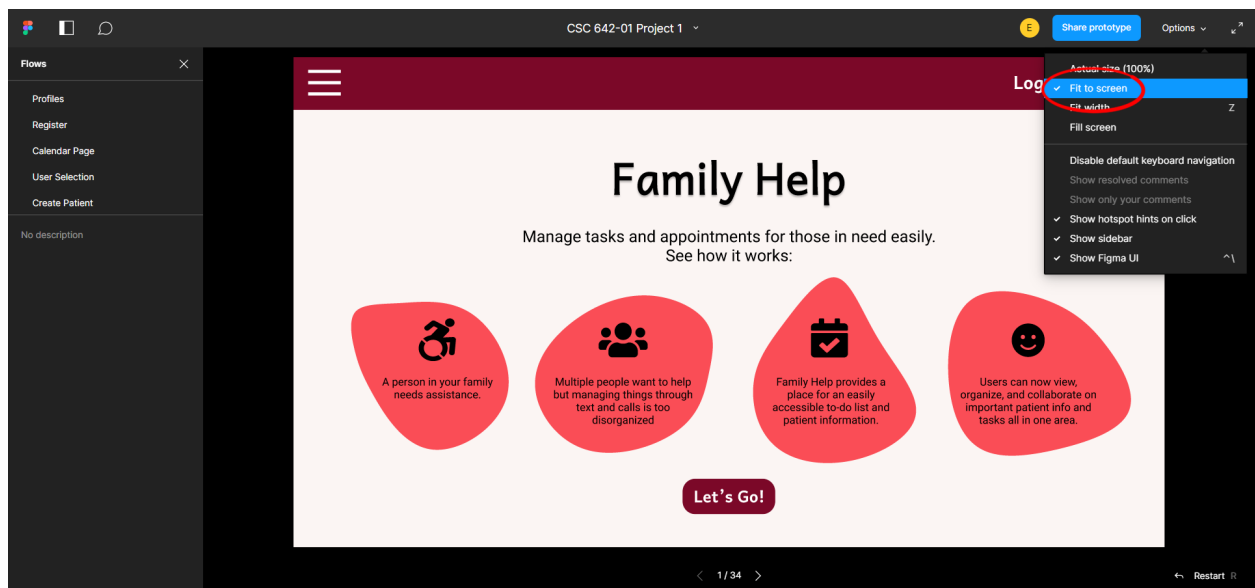 CSC 642-01 Project 1
E
Share prototype
Options
Flows
Profiles
Register
Calendar Page
User Selection
Create Patient
No description
Log
Actual size (100%)
Fit to screen
Fit width Z
Fill screen
Disable default keyboard navigation
Show resolved comments
Show only your comments
Show hotspot hints on click
Show sidebar
Show Figma UI ^\
Family Help
Manage tasks and appointments for those in need easily.
See how it works:
A person in your family
needs assistance.
Multiple people want to help
but managing things through
text and calls is too
disorganized
Family Help provides a
place for an easily
accessible to-do list and
patient information.
Users can now view,
organize, and collaborate on
important patient info and
tasks all in one area.
Let's Go!
1 / 34
Restart R